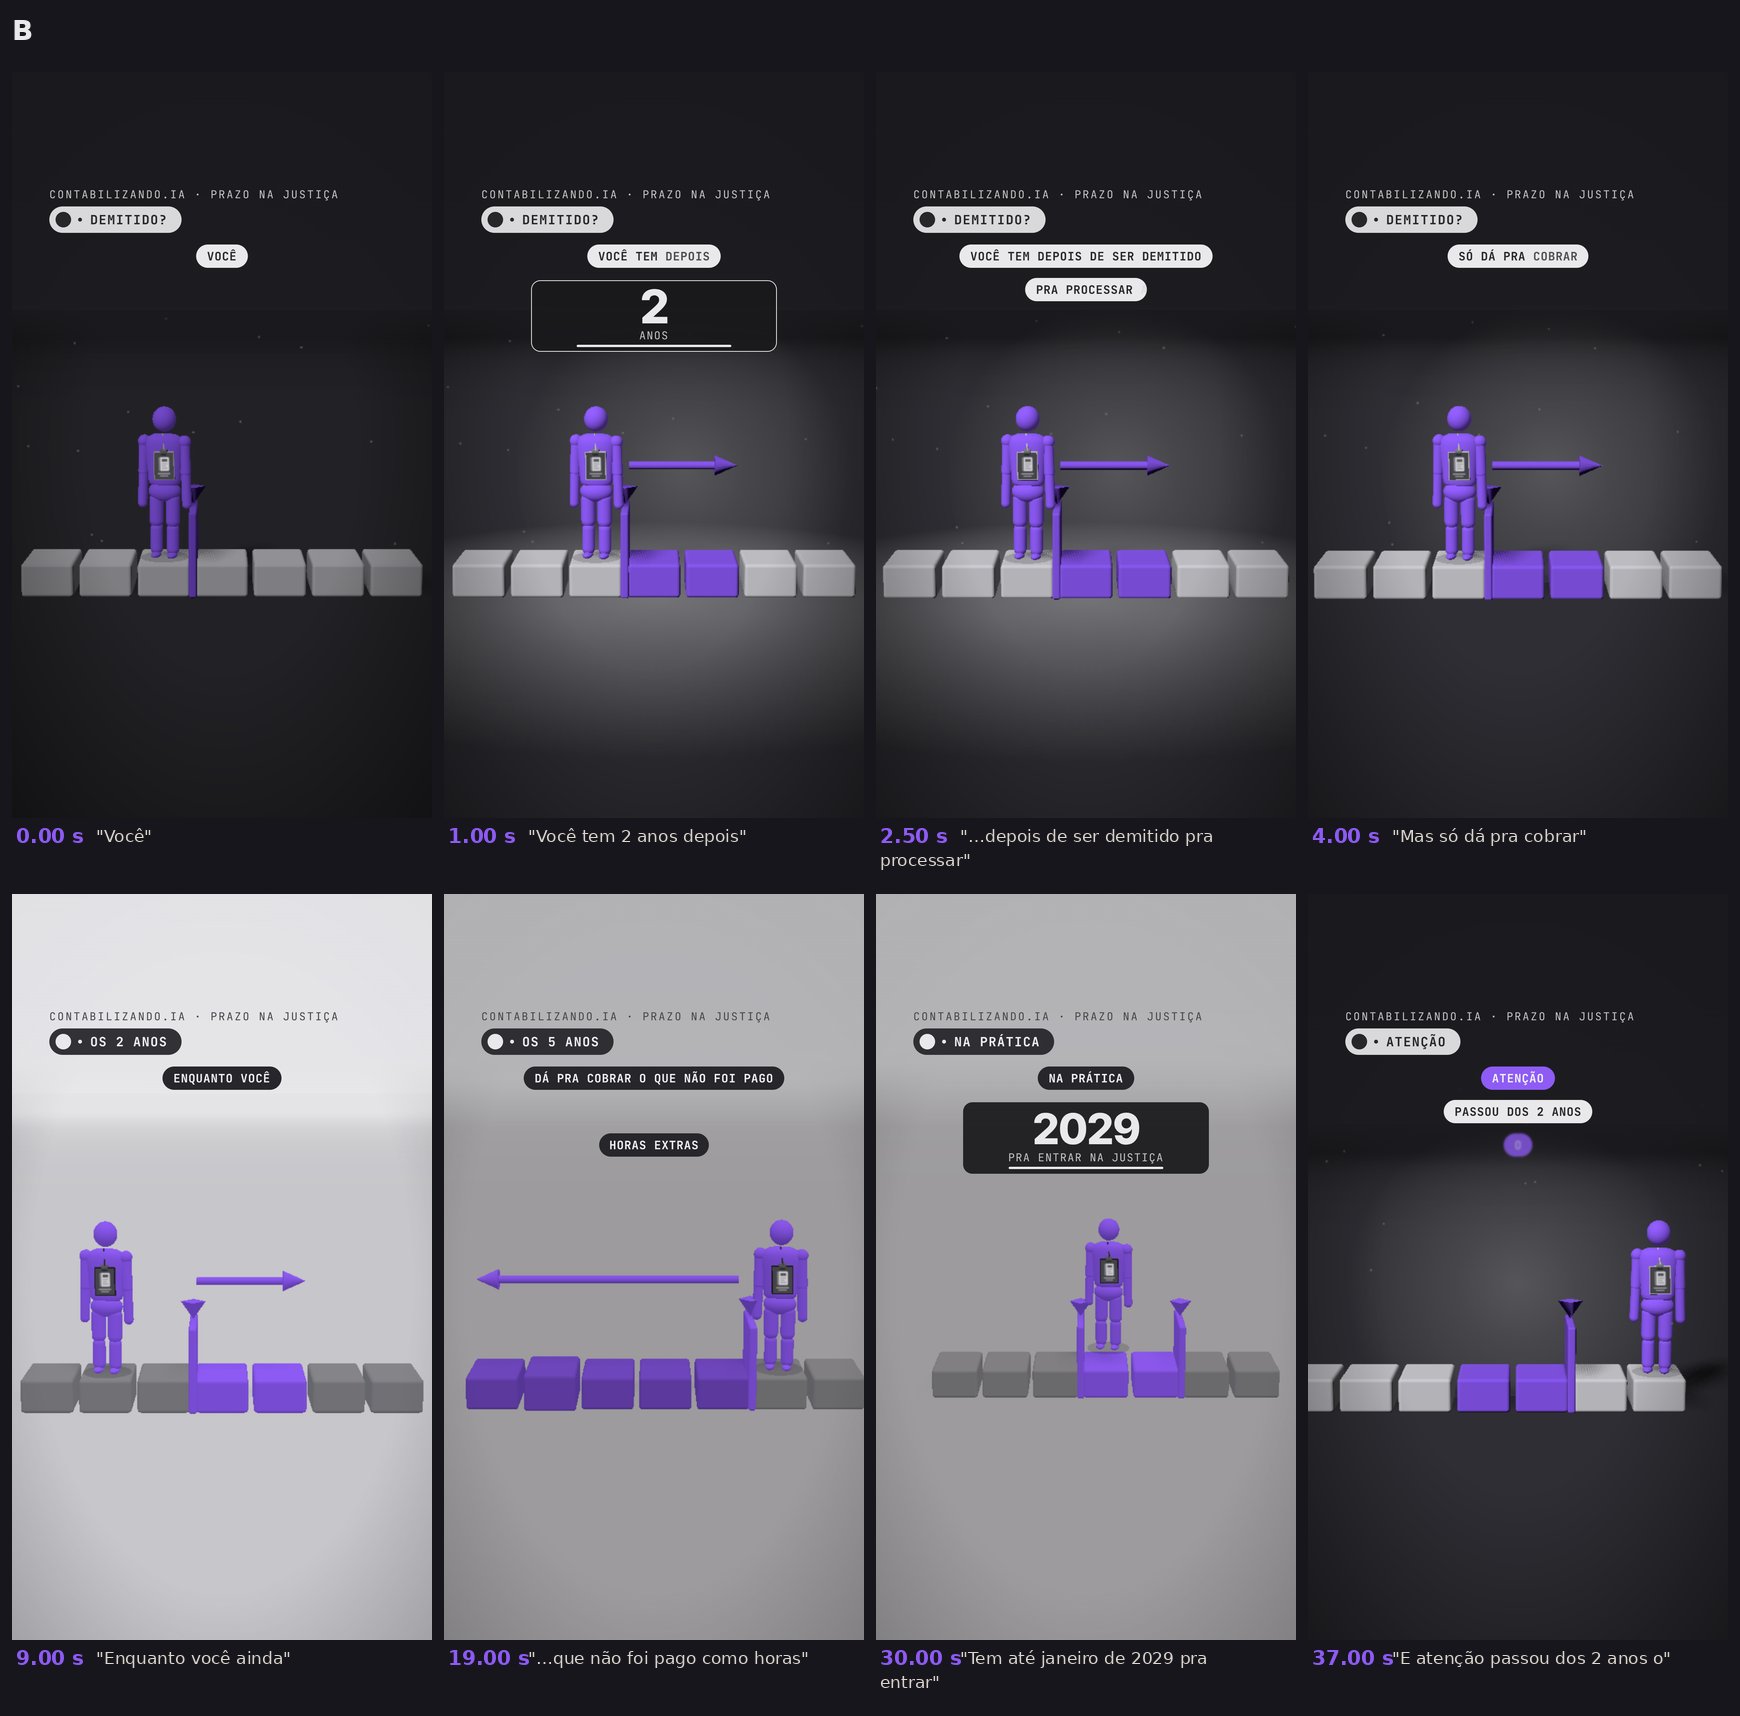 B
CONTABILIZANDO.IA · PRAZO NA JUSTIÇA
• DEMITIDO?
VOCÊ
0.00 s "Você"
CONTABILIZANDO.IA · PRAZO NA JUSTIÇA
• DEMITIDO?
VOCÊ TEM DEPOIS
2
ANOS
1.00 s "Você tem 2 anos depois"
CONTABILIZANDO.IA · PRAZO NA JUSTIÇA
• DEMITIDO?
VOCÊ TEM DEPOIS DE SER DEMITIDO
PRA PROCESSAR
2.50 s "...depois de ser demitido pra
processar"
CONTABILIZANDO.IA · PRAZO NA JUSTIÇA
• DEMITIDO?
SÓ DÁ PRA COBRAR
4.00 s "Mas só dá pra cobrar"
CONTABILIZANDO.IA · PRAZO NA JUSTIÇA
• OS 2 ANOS
ENQUANTO VOCÊ
9.00 s "Enquanto você ainda"
CONTABILIZANDO.IA · PRAZO NA JUSTIÇA
• OS 5 ANOS
DÁ PRA COBRAR O QUE NÃO FOI PAGO
HORAS EXTRAS
19.00 s "...que não foi pago como horas"
CONTABILIZANDO.IA · PRAZO NA JUSTIÇA
• NA PRÁTICA
NA PRÁTICA
2029
PRA ENTRAR NA JUSTIÇA
30.00 s "Tem até janeiro de 2029 pra
entrar"
CONTABILIZANDO.IA · PRAZO NA JUSTIÇA
• ATENÇÃO
ATENÇÃO
PASSOU DOS 2 ANOS
37.00 s "E atenção passou dos 2 anos o"